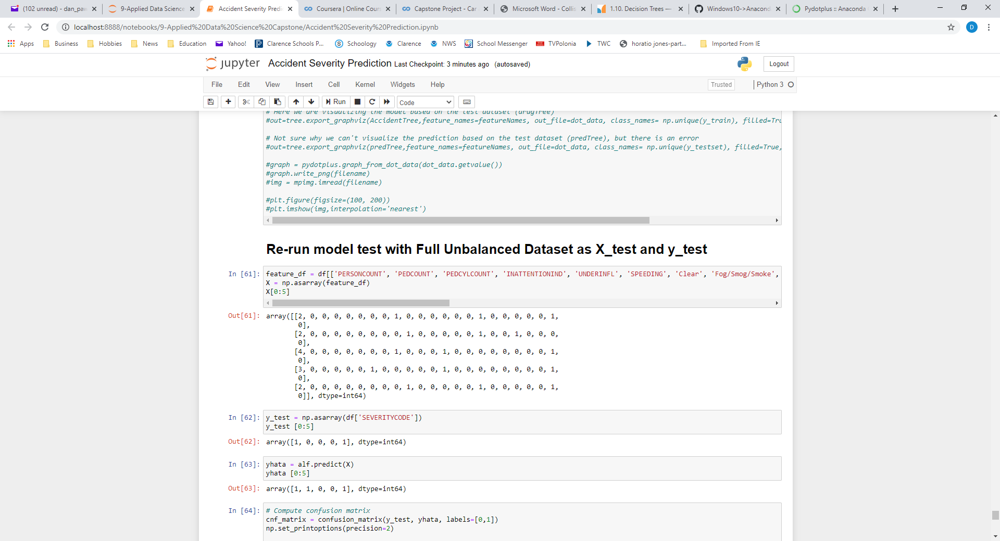 (102 unread) - dan_paw
9-Applied Data Science
Accident Severity Predi
Coursera | Online Cour
Capstone Project - Car
Microsoft Word - Collis
1.10. Decision Trees —
Windows10->Anacond
Pydotplus :: Anaconda
localhost:8888/notebooks/9-Applied%20Data%20Science%20Capstone/Accident%20Severity%20Prediction.ipynb
D
Apps Business Hobbies News Education Yahoo! Clarence Schools P... Schoology Clarence NWS School Messenger TVPolonia TWC horatio jones-part... Imported From IE
jupyter Accident Severity Prediction Last Checkpoint: 3 minutes ago (autosaved) Logout
File Edit View Insert Cell Kernel Widgets Help Trusted Python 3
Run Code
# Here we are visualizing the model based on the test dataset (drugTree)
#out=tree.export_graphviz(AccidentTree,feature_names=featureNames, out_file=dot_data, class_names= np.unique(y_train), filled=Tru
# Not sure why we can't visualize the prediction based on the test dataset (predTree), but there is an error
#out=tree.export_graphviz(predTree,feature_names=featureNames, out_file=dot_data, class_names= np.unique(y_testset), filled=True,
#graph = pydotplus.graph_from_dot_data(dot_data.getvalue())
#graph.write_png(filename)
#img = mpimg.imread(filename)
#plt.figure(figsize=(100, 200))
#plt.imshow(img,interpolation='nearest')
Re-run model test with Full Unbalanced Dataset as X_test and y_test
In [61]: feature_df = df[['PERSONCOUNT', 'PEDCOUNT', 'PEDCYLCOUNT', 'INATTENTIONIND', 'UNDERINFL', 'SPEEDING', 'Clear', 'Fog/Smog/Smoke',
X = np.asarray(feature_df)
X[0:5]
Out[61]: array([[2, 0, 0, 0, 0, 0, 0, 0, 1, 0, 0, 0, 0, 0, 0, 1, 0, 0, 0, 0, 0, 1,
0],
[2, 0, 0, 0, 0, 0, 0, 0, 0, 1, 0, 0, 0, 0, 0, 1, 0, 0, 1, 0, 0, 0,
0],
[4, 0, 0, 0, 0, 0, 0, 0, 1, 0, 0, 0, 1, 0, 0, 0, 0, 0, 0, 0, 0, 1,
0],
[3, 0, 0, 0, 0, 0, 1, 0, 0, 0, 0, 0, 1, 0, 0, 0, 0, 0, 0, 0, 0, 1,
0],
[2, 0, 0, 0, 0, 0, 0, 0, 0, 1, 0, 0, 0, 0, 0, 1, 0, 0, 0, 0, 0, 1,
0]], dtype=int64)
In [62]: y_test = np.asarray(df['SEVERITYCODE'])
y_test [0:5]
Out[62]: array([1, 0, 0, 0, 1], dtype=int64)
In [63]: yhata = alf.predict(X)
yhata [0:5]
Out[63]: array([1, 1, 0, 0, 1], dtype=int64)
In [64]: # Compute confusion matrix
cnf_matrix = confusion_matrix(y_test, yhata, labels=[0,1])
np.set_printoptions(precision=2)